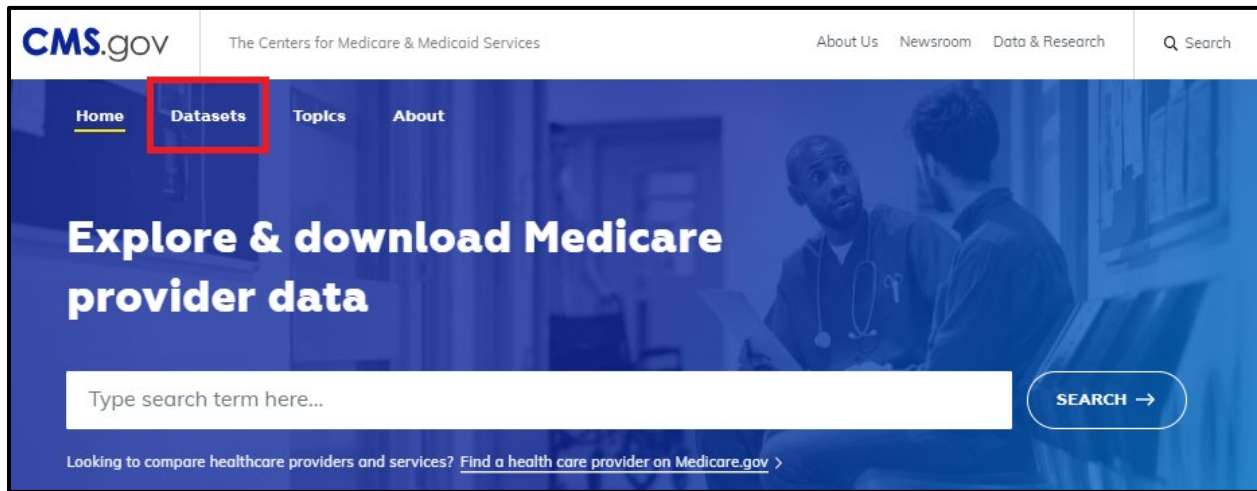 CMS.gov The Centers for Medicare & Medicaid Services About Us Newsroom Data & Research Search
Home Datasets Topics About
Explore & download Medicare
provider data
Type search term here...
SEARCH →
Looking to compare healthcare providers and services? Find a health care provider on Medicare.gov >